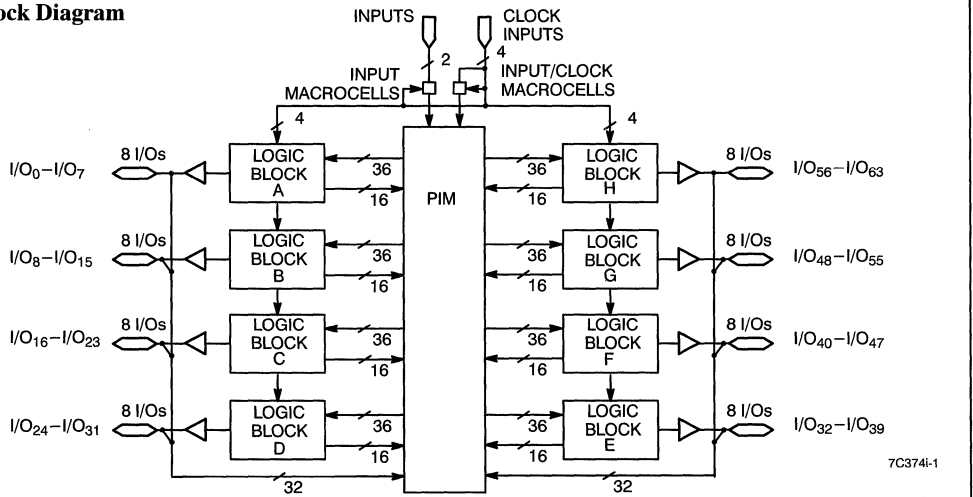 ock Diagram
INPUTS
CLOCK
INPUTS
2
4
INPUT
MACROCELLS
INPUT/CLOCK
MACROCELLS
4
4
I/O0–I/O7
8 I/Os
LOGIC
BLOCK
A
36
16
PIM
36
16
LOGIC
BLOCK
H
8 I/Os
I/O56–I/O63
I/O8–I/O15
8 I/Os
LOGIC
BLOCK
B
36
16
36
16
LOGIC
BLOCK
G
8 I/Os
I/O48–I/O55
I/O16–I/O23
8 I/Os
LOGIC
BLOCK
C
36
16
36
16
LOGIC
BLOCK
F
8 I/Os
I/O40–I/O47
I/O24–I/O31
8 I/Os
LOGIC
BLOCK
D
36
16
36
16
LOGIC
BLOCK
E
8 I/Os
I/O32–I/O39
32
32
7C374i-1